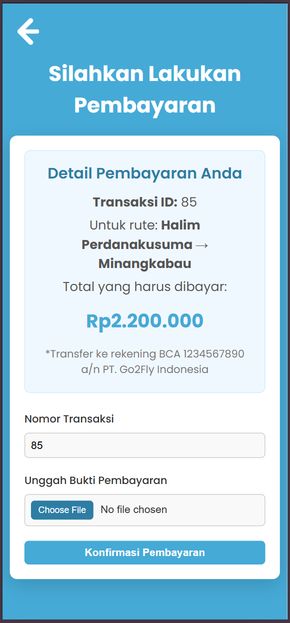 Silahkan Lakukan
Pembayaran
Detail Pembayaran Anda
Transaksi ID: 85
Untuk rute: Halim
Perdanakusuma →
Minangkabau
Total yang harus dibayar:
Rp2.200.000
*Transfer ke rekening BCA 1234567890
a/n PT. Go2Fly Indonesia
Nomor Transaksi
85
Unggah Bukti Pembayaran
Choose File No file chosen
Konfirmasi Pembayaran